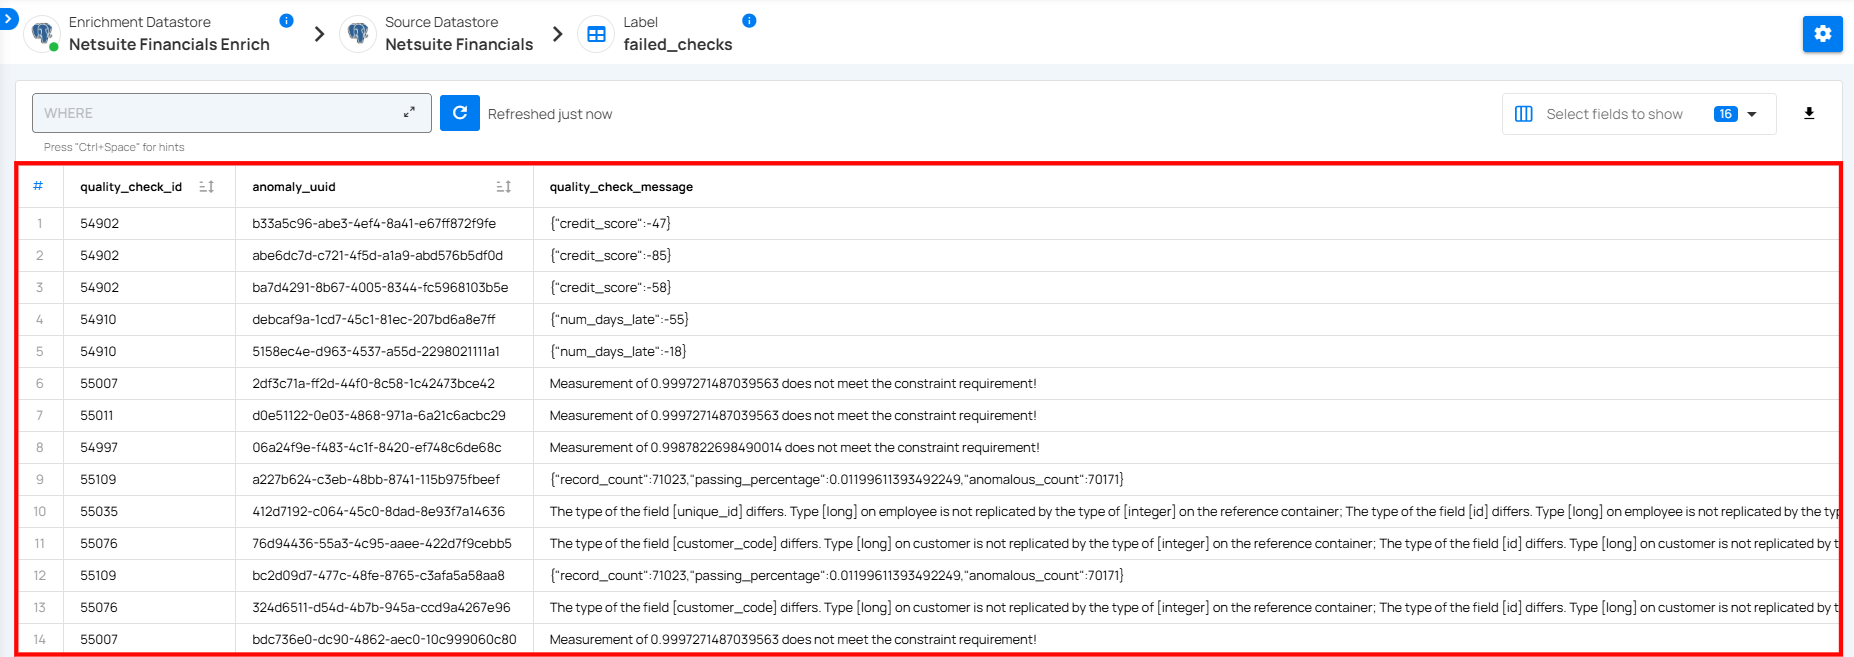 Enrichment Datastore
Netsuite Financials Enrich
Source Datastore
Netsuite Financials
Label
failed_checks
WHERE
Refreshed just now
Select fields to show 16
Press "Ctrl+Space" for hints
# quality_check_id anomaly_uuid quality_check_message
1 54902 b33a5c96-abe3-4ef4-8a41-e67ff872f9fe {"credit_score":-47}
2 54902 abe6dc7d-c721-4f5d-a1a9-abd576b5df0d {"credit_score":-85}
3 54902 ba7d4291-8b67-4005-8344-fc5968103b5e {"credit_score":-58}
4 54910 debcaf9a-1cd7-45c1-81ec-207bd6a8e7ff {"num_days_late":-55}
5 54910 5158ec4e-d963-4537-a55d-2298021111a1 {"num_days_late":-18}
6 55007 2df3c71a-ff2d-44f0-8c58-1c42473bce42 Measurement of 0.9997271487039563 does not meet the constraint requirement!
7 55011 d0e51122-0e03-4868-971a-6a21c6acbc29 Measurement of 0.9997271487039563 does not meet the constraint requirement!
8 54997 06a24f9e-f483-4c1f-8420-ef748c6de68c Measurement of 0.9987822698490014 does not meet the constraint requirement!
9 55109 a227b624-c3eb-48bb-8741-115b975fbeef {"record_count":71023,"passing_percentage":0.01199611393492249,"anomalous_count":70171}
10 55035 412d7192-c064-45c0-8dad-8e93f7a14636 The type of the field [unique_id] differs. Type [long] on employee is not replicated by the type of [integer] on the reference container; The type of the field [id] differs. Type [long] on employee is not replicated by the typ
11 55076 76d94436-55a3-4c95-aaee-422d7f9cebb5 The type of the field [customer_code] differs. Type [long] on customer is not replicated by the type of [integer] on the reference container; The type of the field [id] differs. Type [long] on customer is not replicated by t
12 55109 bc2d09d7-477c-48fe-8765-c3afa5a58aa8 {"record_count":71023,"passing_percentage":0.01199611393492249,"anomalous_count":70171}
13 55076 324d6511-d54d-4b7b-945a-ccd9a4267e96 The type of the field [customer_code] differs. Type [long] on customer is not replicated by the type of [integer] on the reference container; The type of the field [id] differs. Type [long] on customer is not replicated by t
14 55007 bdc736e0-dc90-4862-aec0-10c999060c80 Measurement of 0.9997271487039563 does not meet the constraint requirement!